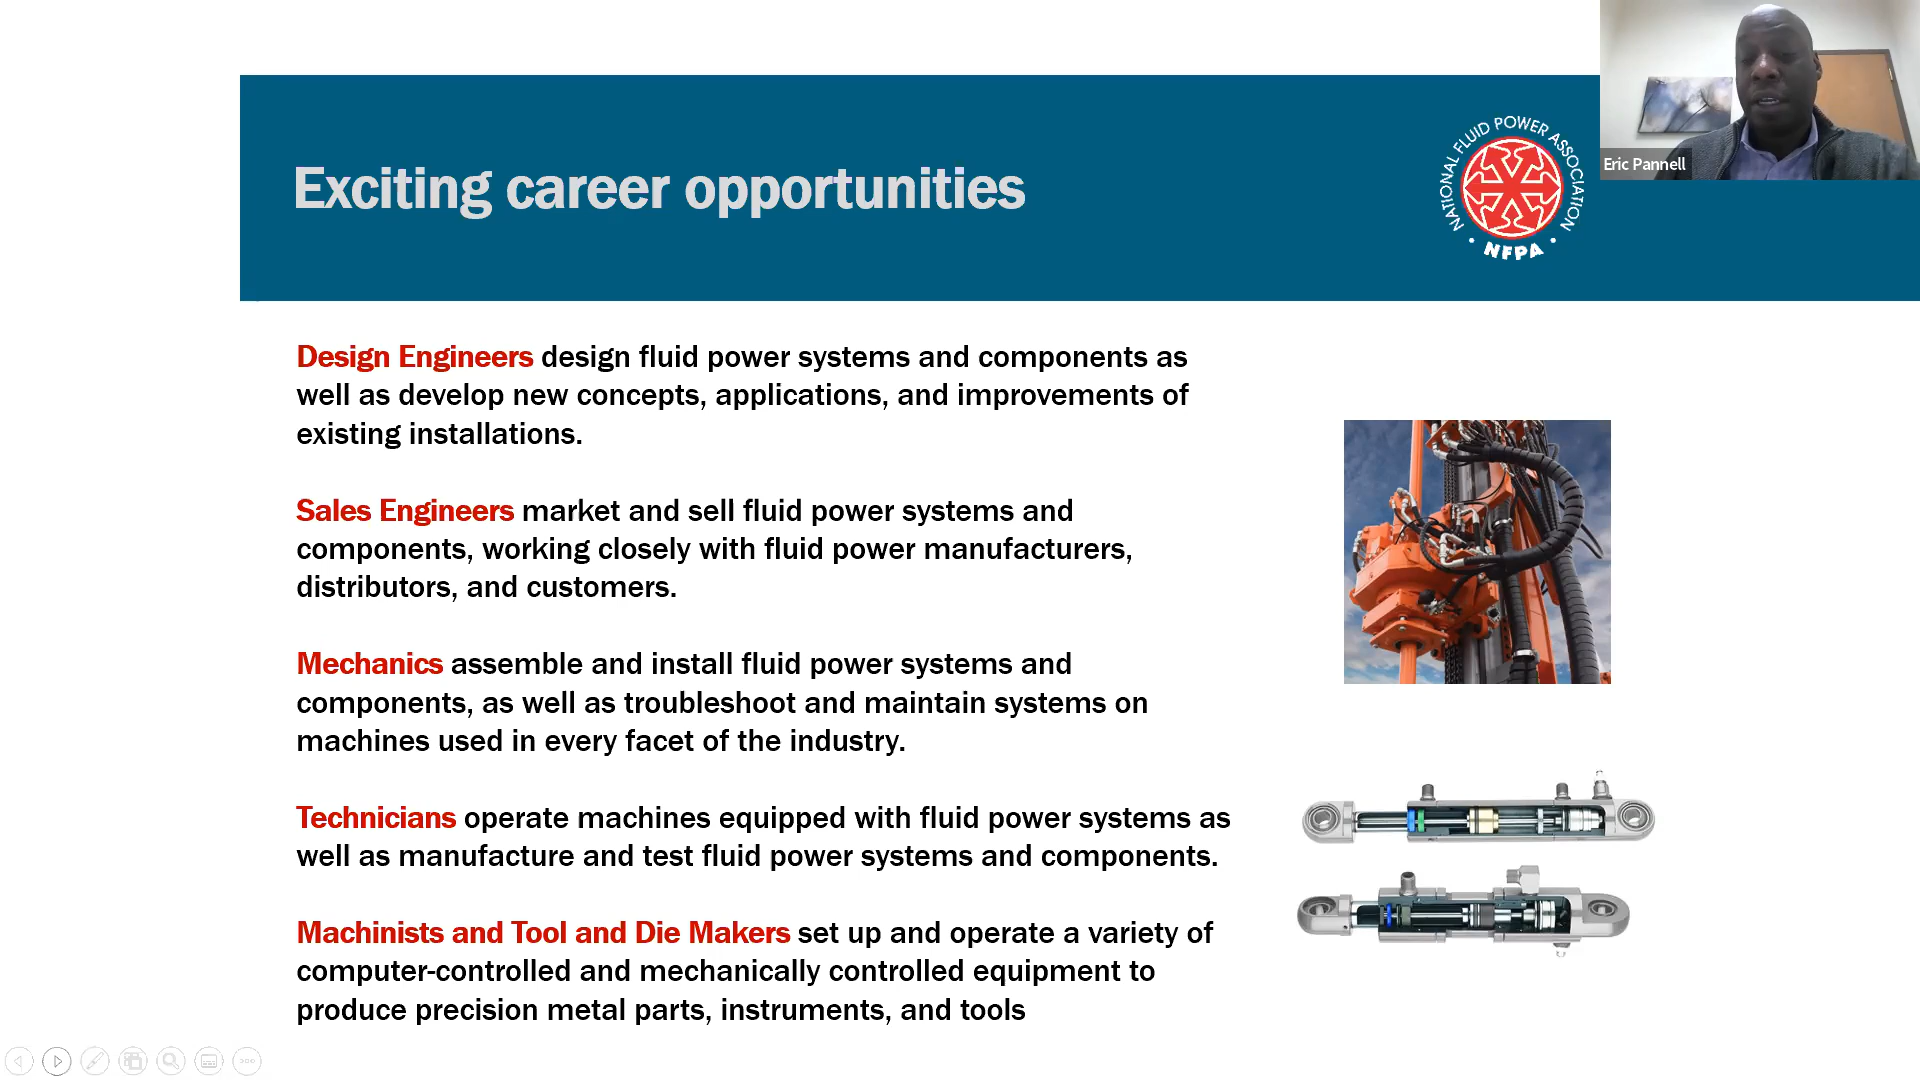 Exciting career opportunities
NATIONAL FLUID POWER ASSOCIATION
NFPA
Eric Pannell
Design Engineers design fluid power systems and components as
well as develop new concepts, applications, and improvements of
existing installations.
Sales Engineers market and sell fluid power systems and
components, working closely with fluid power manufacturers,
distributors, and customers.
Mechanics assemble and install fluid power systems and
components, as well as troubleshoot and maintain systems on
machines used in every facet of the industry.
Technicians operate machines equipped with fluid power systems as
well as manufacture and test fluid power systems and components.
Machinists and Tool and Die Makers set up and operate a variety of
computer-controlled and mechanically controlled equipment to
produce precision metal parts, instruments, and tools